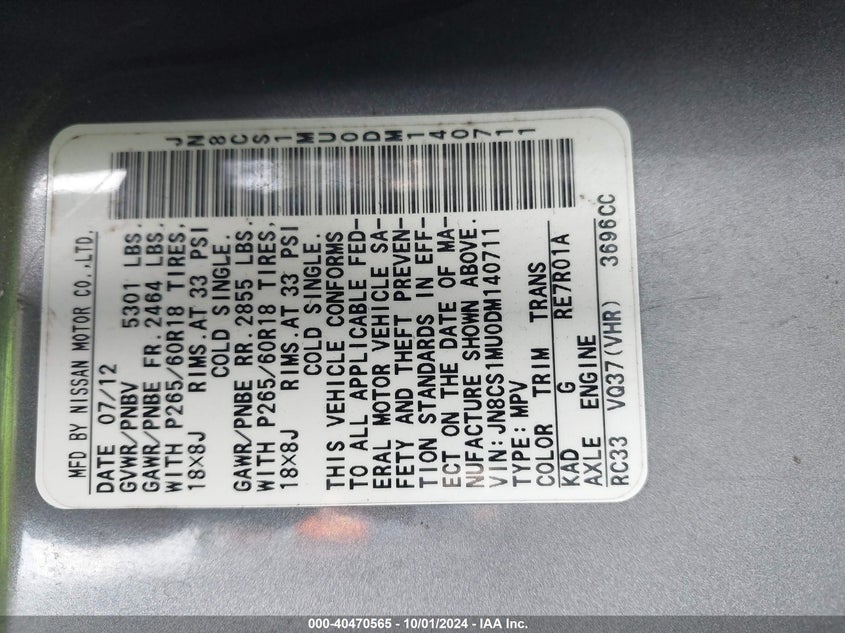 JN8CS1MU0DM140711
MFD BY NISSAN MOTOR CO.,LTD.
DATE 07/12
GVWR/PNBV 5301 LBS.
GAWR/PNBE FR. 2464 LBS.
WITH P265/60R18 TIRES,
18X8J RIMS. AT 33 PSI
COLD SINGLE.
GAWR/PNBE RR. 2855 LBS.
WITH P265/60R18 TIRES,
18X8J RIMS. AT 33 PSI
COLD SINGLE.
THIS VEHICLE CONFORMS
TO ALL APPLICABLE FED-
ERAL MOTOR VEHICLE SA-
FETY AND THEFT PREVEN-
TION STANDARDS IN EFF-
ECT ON THE DATE OF MA-
NUFACTURE SHOWN ABOVE.
VIN:JN8CS1MU0DM140711
TYPE:MPV
COLOR TRIM TRANS
KAD G RE7R01A
AXLE ENGINE
RC33 VQ37(VHR) 3696CC
000-40470565 - 10/01/2024 - IAA Inc.